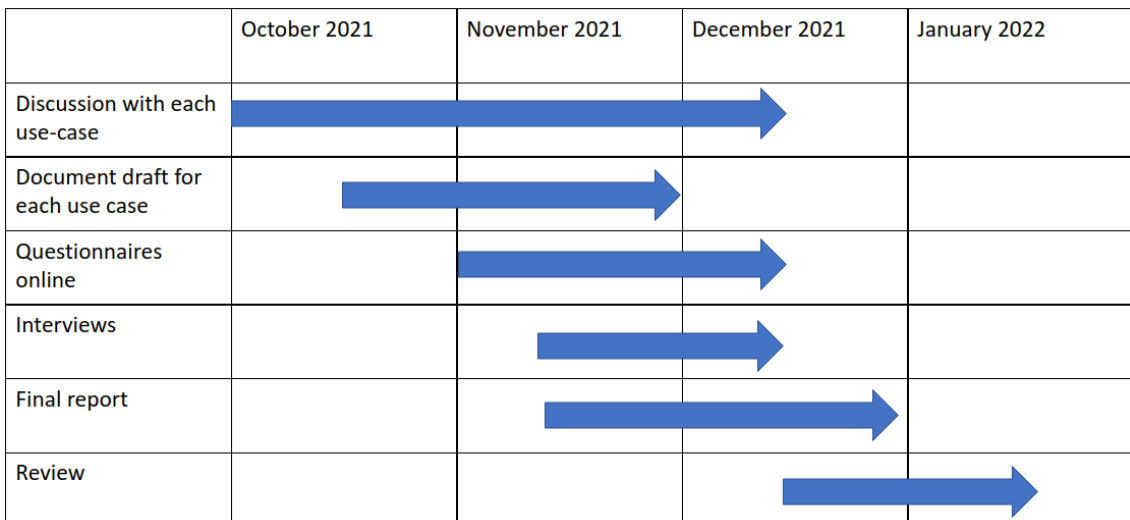 October 2021
November 2021
December 2021
January 2022
Discussion with each
use-case
Document draft for
each use case
Questionnaires
online
Interviews
Final report
Review